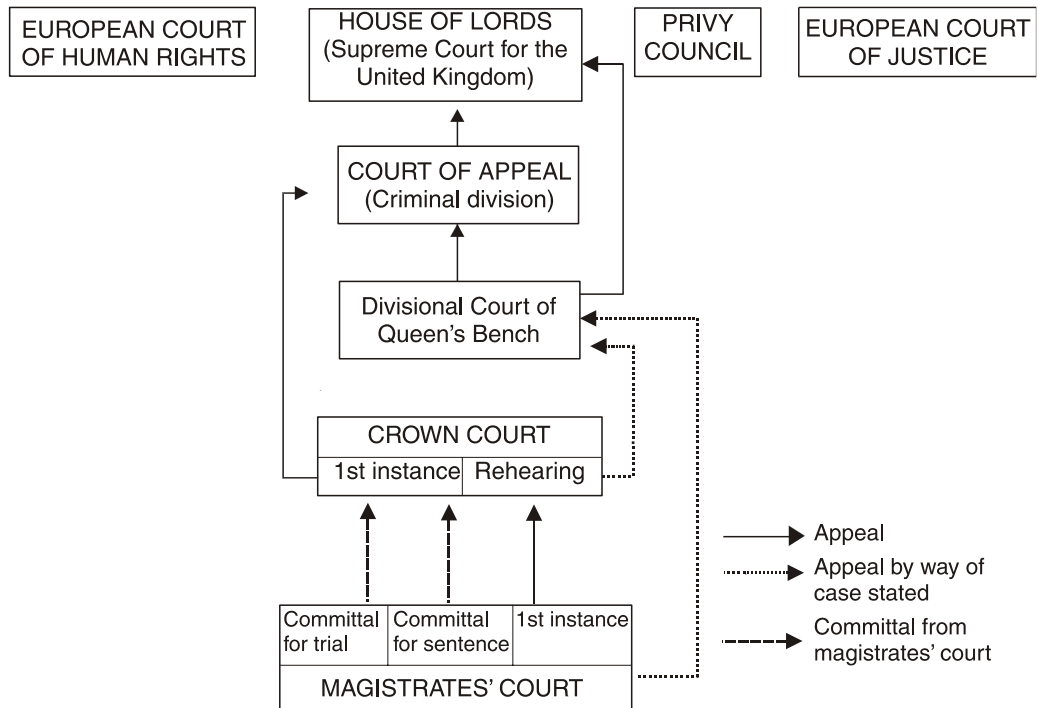 EUROPEAN COURT
OF HUMAN RIGHTS
HOUSE OF LORDS
(Supreme Court for the
United Kingdom)
PRIVY
COUNCIL
EUROPEAN COURT
OF JUSTICE
COURT OF APPEAL
(Criminal division)
Divisional Court of
Queen's Bench
CROWN COURT
1st instance
Rehearing
Committal
for trial
Committal
for sentence
1st instance
MAGISTRATES' COURT
Appeal
Appeal by way of
case stated
Committal from
magistrates' court